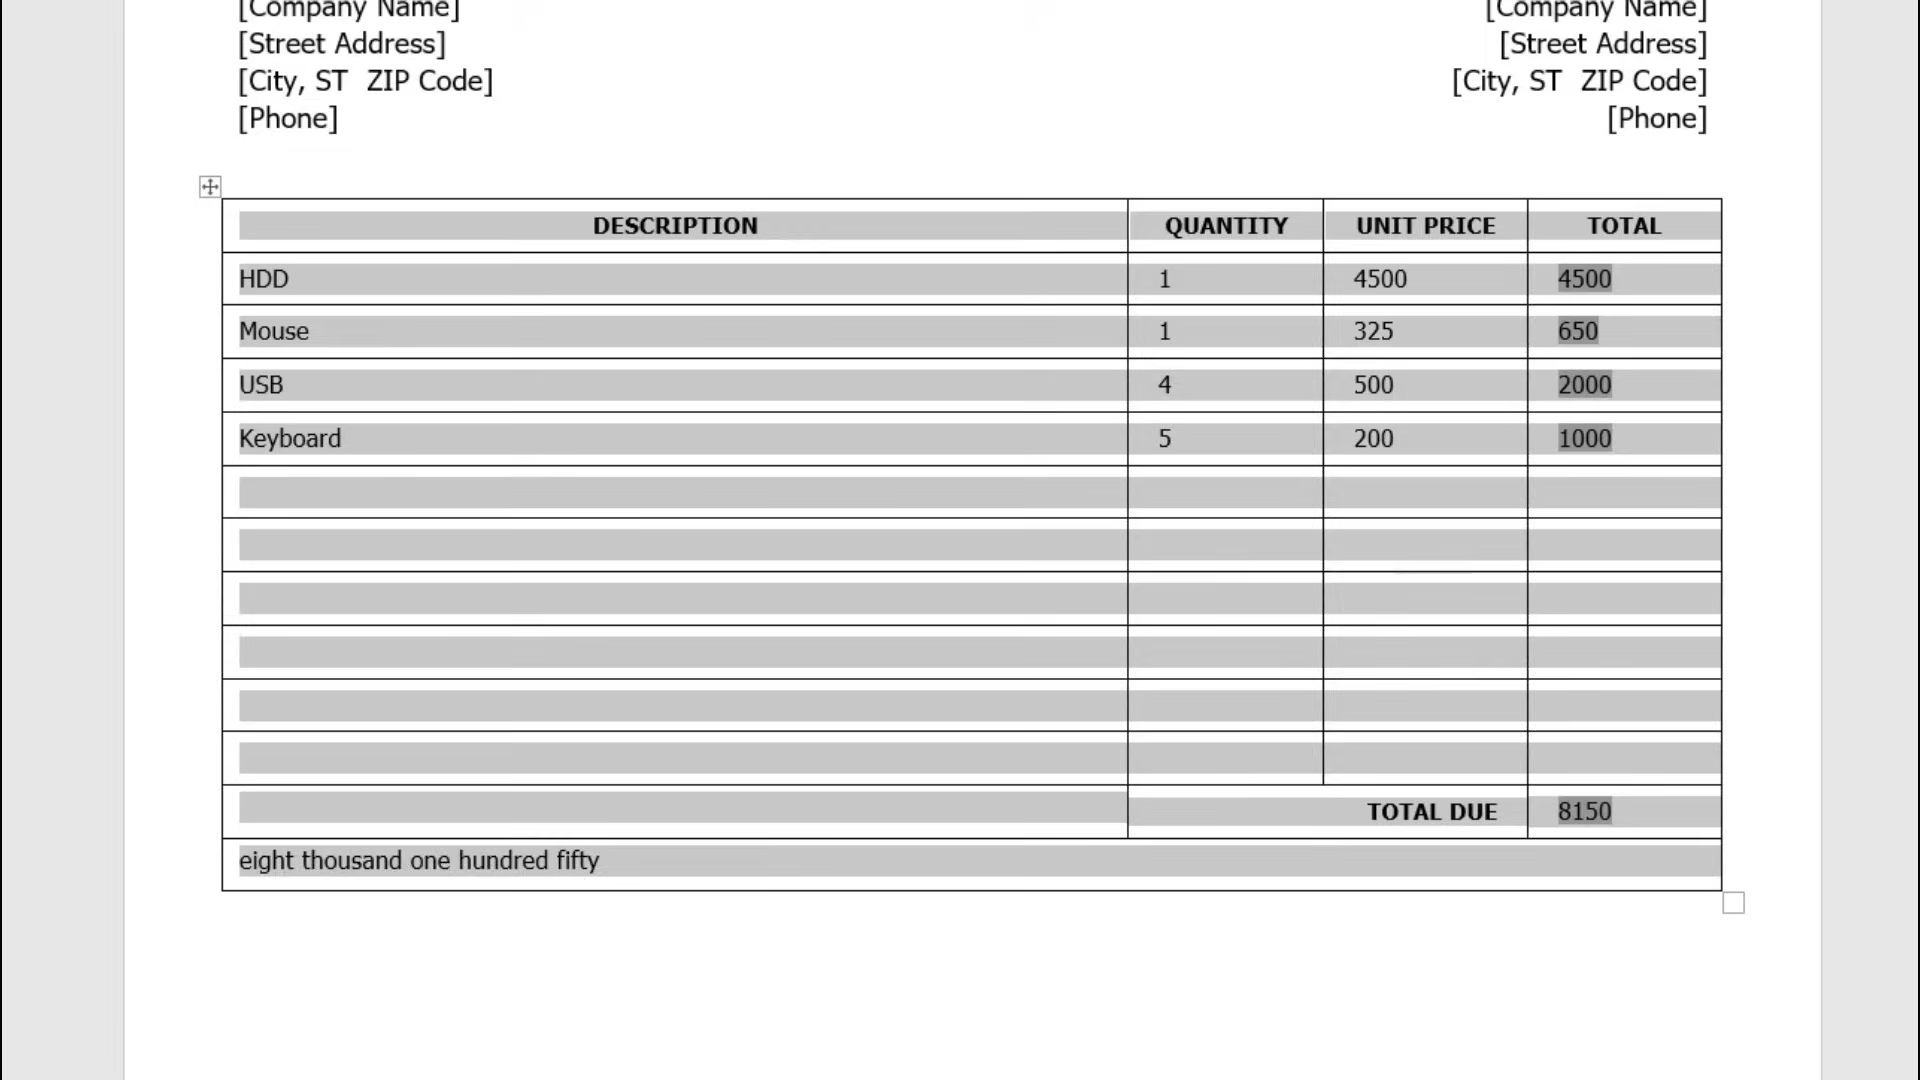 [Company Name] [Company Name]
[Street Address] [Street Address]
[City, ST  ZIP Code] [City, ST  ZIP Code]
[Phone] [Phone]
DESCRIPTION QUANTITY UNIT PRICE TOTAL
HDD 1 4500 4500
Mouse 1 325 650
USB 4 500 2000
Keyboard 5 200 1000
TOTAL DUE 8150
eight thousand one hundred fifty